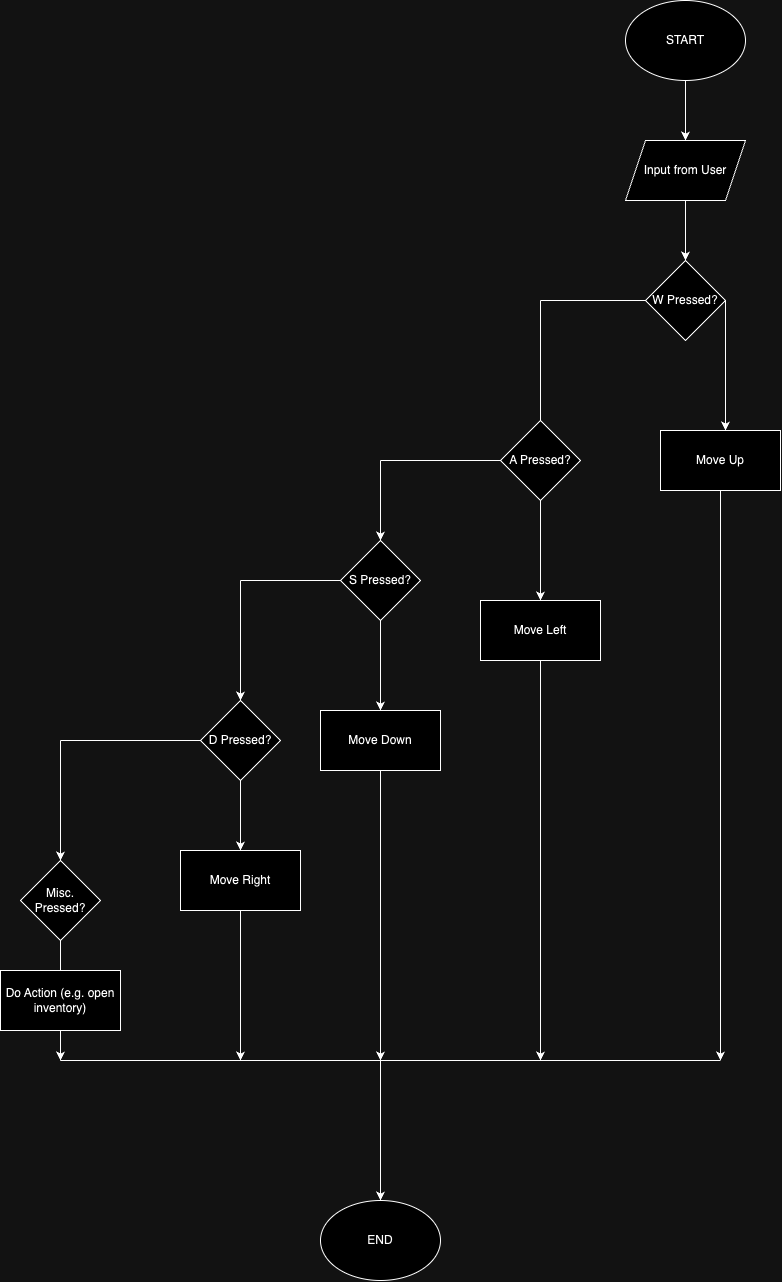 START
Input from User
W Pressed?
A Pressed?
Move Up
S Pressed?
Move Left
D Pressed?
Move Down
Misc.
Pressed?
Move Right
Do Action (e.g. open
inventory)
END